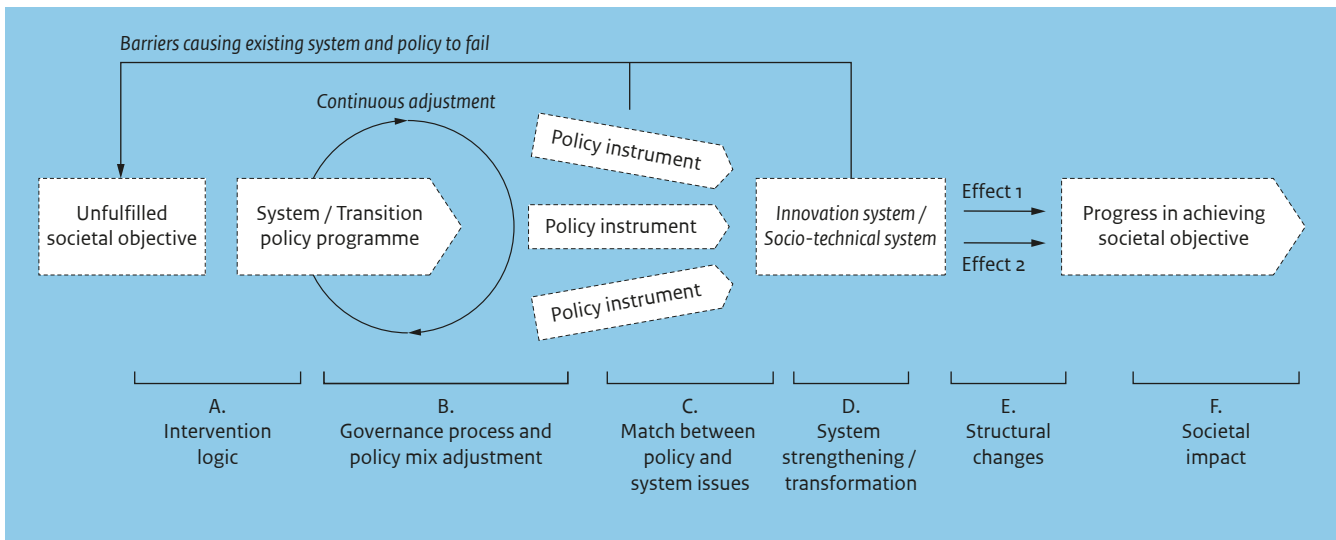 Barriers causing existing system and policy to fail
Continuous adjustment
Unfulfilled
societal objective
System / Transition
policy programme
Policy instrument
Policy instrument
Policy instrument
Innovation system /
Socio-technical system
Effect 1
Effect 2
Progress in achieving
societal objective
A.
Intervention
logic
B.
Governance process and
policy mix adjustment
C.
Match between
policy and
system issues
D.
System
strengthening /
transformation
E.
Structural
changes
F.
Societal
impact